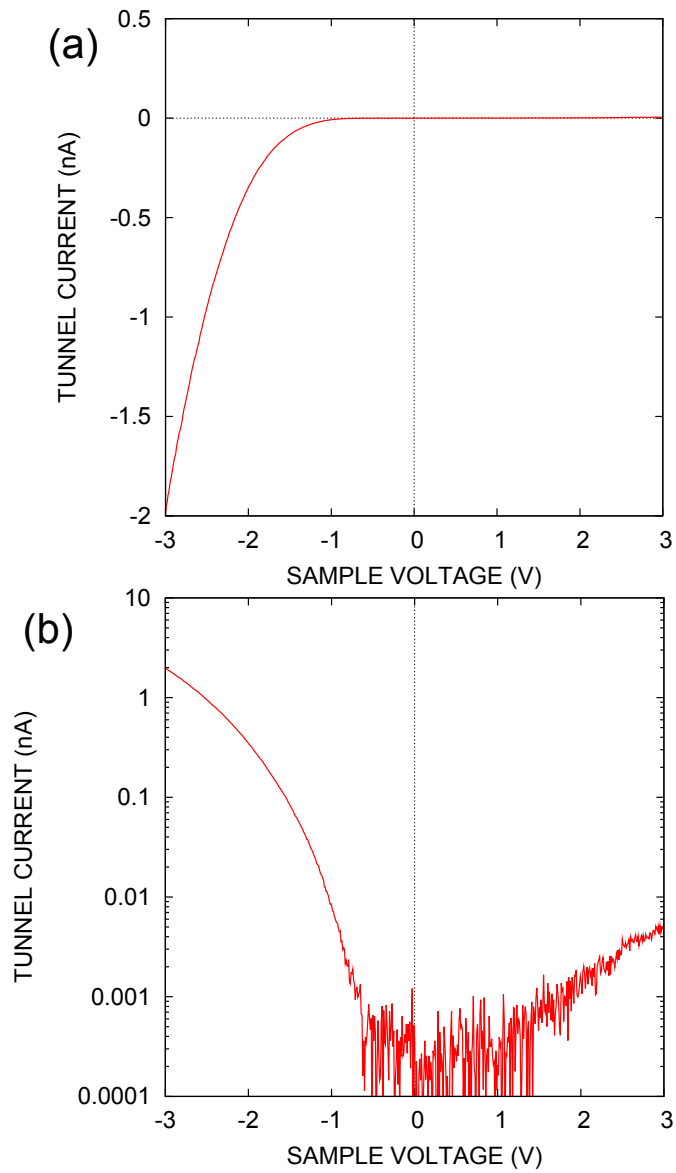 (a)
TUNNEL CURRENT (nA)
0.5
0
-0.5
-1
-1.5
-2
-3 -2 -1 0 1 2 3
SAMPLE VOLTAGE (V)
(b)
TUNNEL CURRENT (nA)
10
1
0.1
0.01
0.001
0.0001
-3 -2 -1 0 1 2 3
SAMPLE VOLTAGE (V)